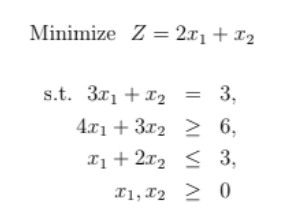 Minimize Z = 2x₁ + x₂
s.t. 3x₁ + x₂ = 3,
4x₁ + 3x₂ ≥ 6,
x₁ + 2x₂ ≤ 3,
x₁, x₂ ≥ 0